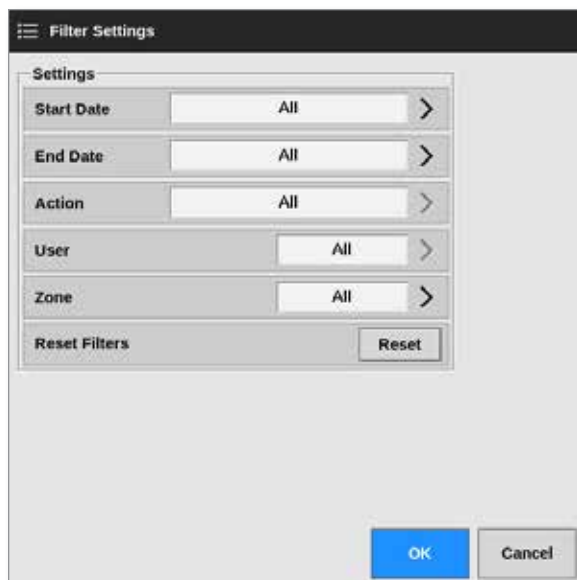 Filter Settings
Settings
Start Date All
End Date All
Action All
User All
Zone All
Reset Filters Reset
OK Cancel